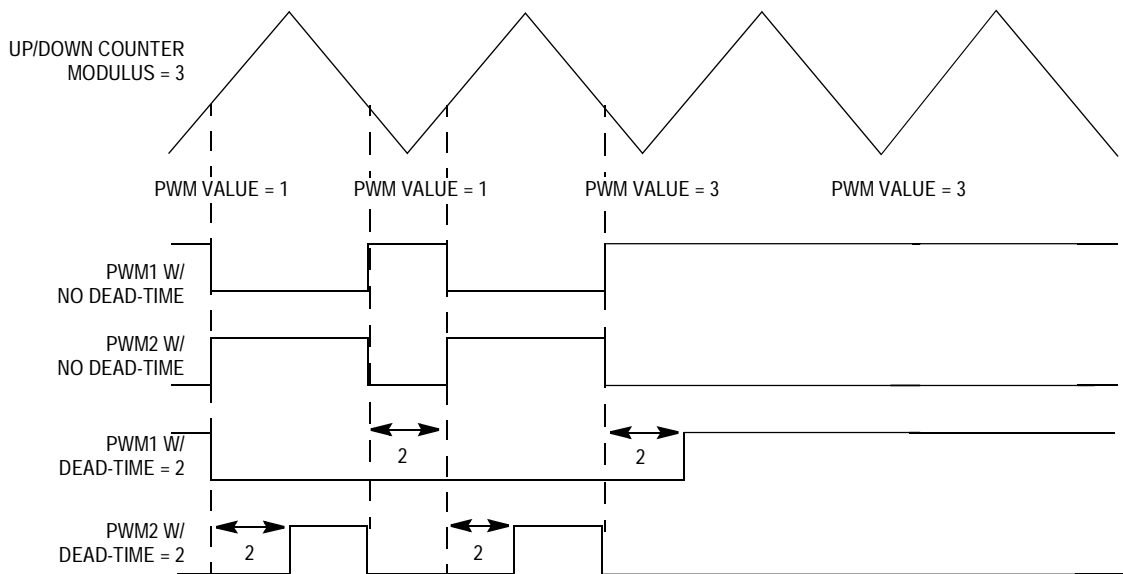 UP/DOWN COUNTER
MODULUS = 3
PWM VALUE = 1
PWM VALUE = 1
PWM VALUE = 3
PWM VALUE = 3
PWM1 W/
NO DEAD-TIME
PWM2 W/
NO DEAD-TIME
PWM1 W/
DEAD-TIME = 2
2
2
PWM2 W/
DEAD-TIME = 2
2
2